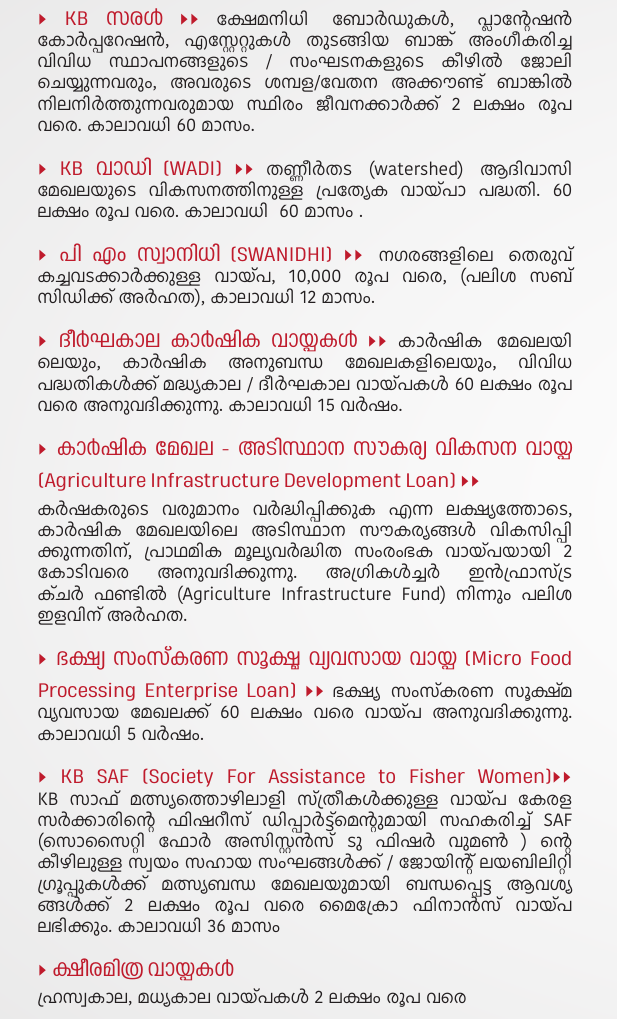 KB സരൾ ക്ഷേമനിധി ബോർഡുകൾ, പ്ലാന്റേഷൻ
കോർപ്പറേഷൻ, എസ്റ്റേറ്റുകൾ തുടങ്ങിയ ബാങ്ക് അംഗീകരിച്ച
വിവിധ സ്ഥാപനങ്ങളുടെ / സംഘടനകളുടെ കീഴിൽ ജോലി
ചെയ്യുന്നവരും, അവരുടെ ശമ്പള/വേതന അക്കൗണ്ട് ബാങ്കിൽ
നിലനിർത്തുന്നവരുമായ സ്ഥിരം ജീവനക്കാർക്ക് 2 ലക്ഷം രൂപ
വരെ. കാലാവധി 60 മാസം.
KB വാഡി (WADI) തണ്ണീർതട (watershed) ആദിവാസി
മേഖലയുടെ വികസനത്തിനുള്ള പ്രത്യേക വായ്പാ പദ്ധതി. 60
ലക്ഷം രൂപ വരെ. കാലാവധി 60 മാസം .
പി എം സ്വാനിധി (SWANIDHI) നഗരങ്ങളിലെ തെരുവ്
കച്ചവടക്കാർക്കുള്ള വായ്പ, 10,000 രൂപ വരെ, (പലിശ സബ്
സിഡിക്ക് അർഹത), കാലാവധി 12 മാസം.
ദീർഘകാല കാർഷിക വായ്പകൾ കാർഷിക മേഖലയി
ലെയും, കാർഷിക അനുബന്ധ മേഖലകളിലെയും, വിവിധ
പദ്ധതികൾക്ക് മദ്ധ്യകാല / ദീർഘകാല വായ്പകൾ 60 ലക്ഷം രൂപ
വരെ അനുവദിക്കുന്നു. കാലാവധി 15 വർഷം.
കാർഷിക മേഖല - അടിസ്ഥാന സൗകര്യ വികസന വായ്പ
(Agriculture Infrastructure Development Loan)
കർഷകരുടെ വരുമാനം വർദ്ധിപ്പിക്കുക എന്ന ലക്ഷ്യത്തോടെ,
കാർഷിക മേഖലയിലെ അടിസ്ഥാന സൗകര്യങ്ങൾ വികസിപ്പി
ക്കുന്നതിന്, പ്രാഥമിക മൂല്യവർദ്ധിത സംരംഭക വായ്പയായി 2
കോടിവരെ അനുവദിക്കുന്നു. അഗ്രികൾച്ചർ ഇൻഫ്രാസ്ട്ര
ക്ചർ ഫണ്ടിൽ (Agriculture Infrastructure Fund) നിന്നും പലിശ
ഇളവിന് അർഹത.
ഭക്ഷ്യ സംസ്കരണ സൂക്ഷ്മ വ്യവസായ വായ്പ (Micro Food
Processing Enterprise Loan) ഭക്ഷ്യ സംസ്കരണ സൂക്ഷ്മ
വ്യവസായ മേഖലക്ക് 60 ലക്ഷം വരെ വായ്പ അനുവദിക്കുന്നു.
കാലാവധി 5 വർഷം.
KB SAF (Society For Assistance to Fisher Women)
KB സാഫ് മത്സ്യത്തൊഴിലാളി സ്ത്രീകൾക്കുള്ള വായ്പ കേരള
സർക്കാരിന്റെ ഫിഷറീസ് ഡിപ്പാർട്ട്മെന്റുമായി സഹകരിച്ച് SAF
(സൊസൈറ്റി ഫോർ അസിസ്റ്റൻസ് ടു ഫിഷർ വുമൺ ) ന്റെ
കീഴിലുള്ള സ്വയം സഹായ സംഘങ്ങൾക്ക് / ജോയിന്റ് ലയബിലിറ്റി
ഗ്രൂപ്പുകൾക്ക് മത്സ്യബന്ധ മേഖലയുമായി ബന്ധപ്പെട്ട ആവശ്യ
ങ്ങൾക്ക് 2 ലക്ഷം രൂപ വരെ മൈക്രോ ഫിനാൻസ് വായ്പ
ലഭിക്കും. കാലാവധി 36 മാസം
ക്ഷീരമിത്ര വായ്പകൾ
ഹ്രസ്വകാല, മധ്യകാല വായ്പകൾ 2 ലക്ഷം രൂപ വരെ